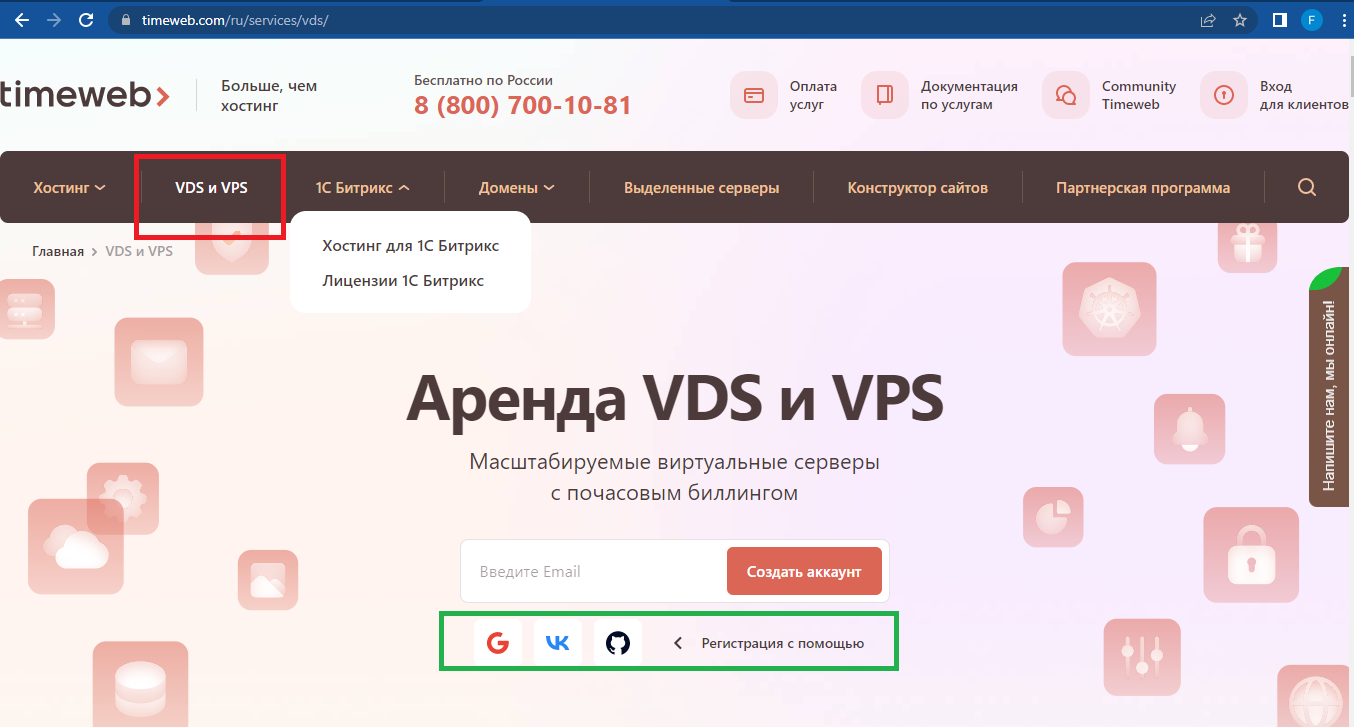 timeweb.com/ru/services/vds/
F
timeweb
Больше, чем
хостинг
Бесплатно по России
8 (800) 700-10-81
Оплата
услуг
Документация
по услугам
Community
Timeweb
Вход
для клиентов
Хостинг
VDS и VPS
1С Битрикс
Домены
Выделенные серверы
Конструктор сайтов
Партнерская программа
Главная > VDS и VPS
Хостинг для 1С Битрикс
Лицензии 1С Битрикс
Напишите нам, мы онлайн!
Аренда VDS и VPS
Масштабируемые виртуальные серверы
с почасовым биллингом
Введите Email
Создать аккаунт
Регистрация с помощью